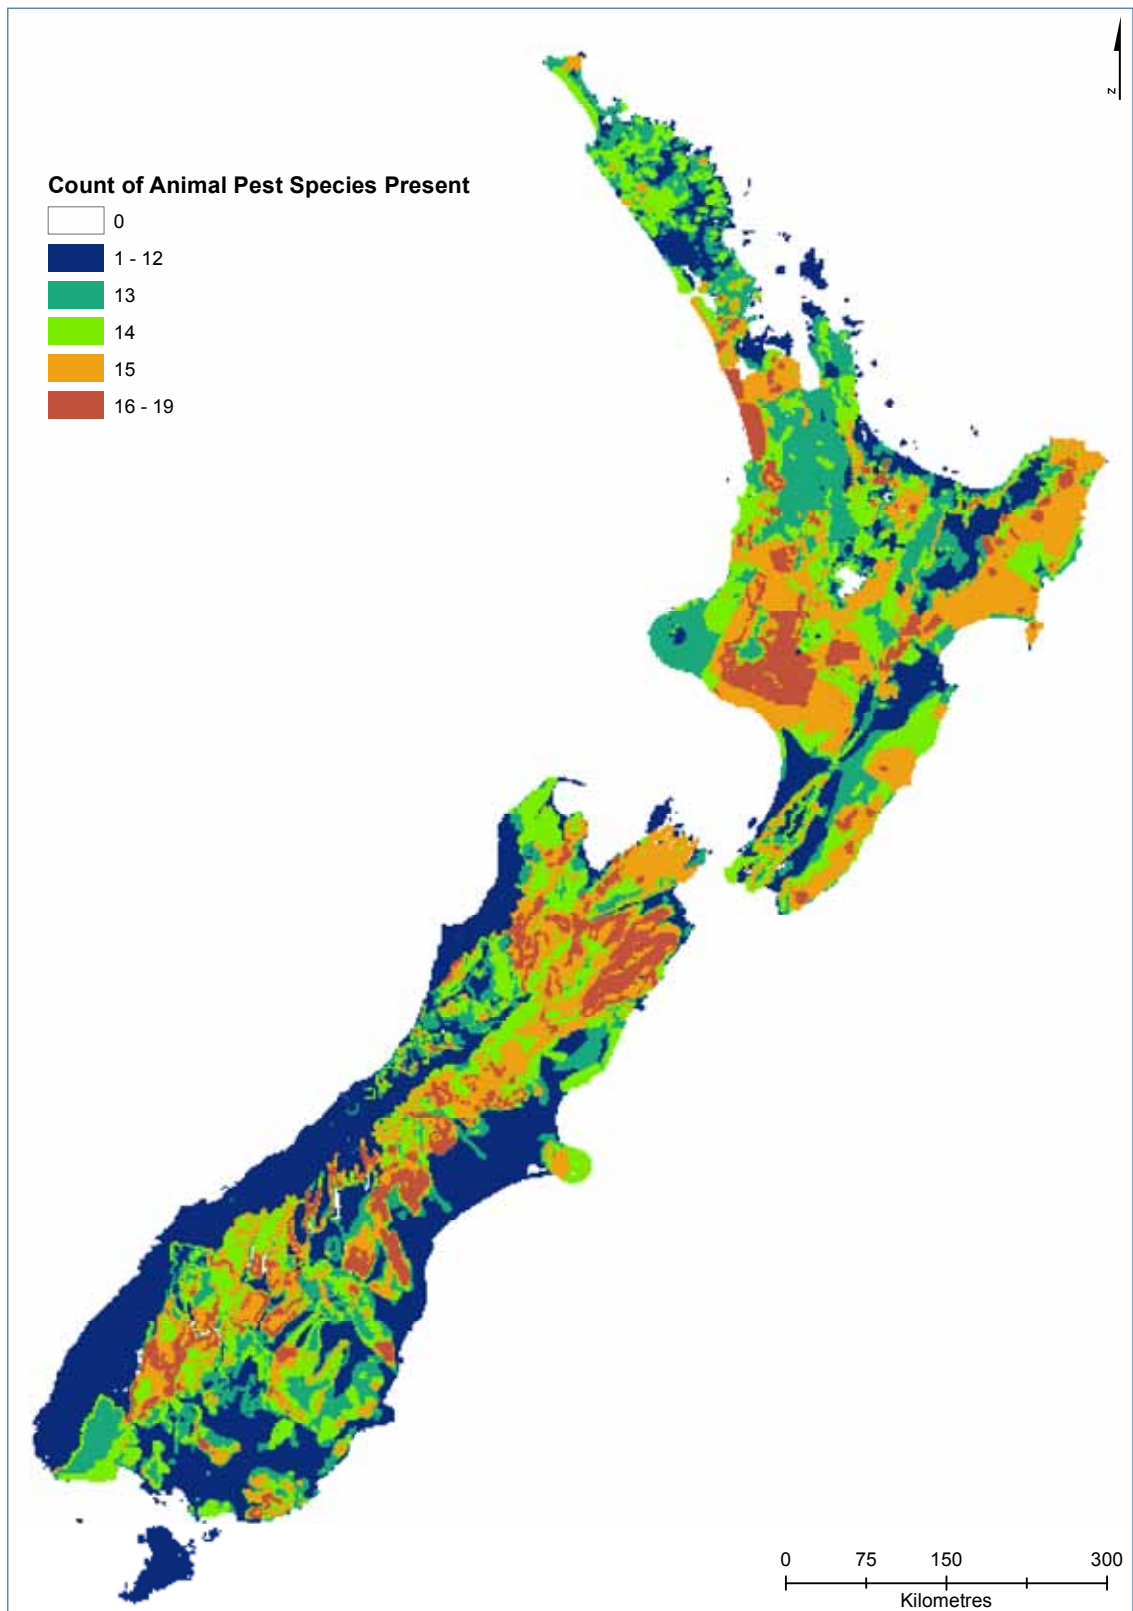 N
Count of Animal Pest Species Present
0
1 - 12
13
14
15
16 - 19
0 75 150 300
Kilometres